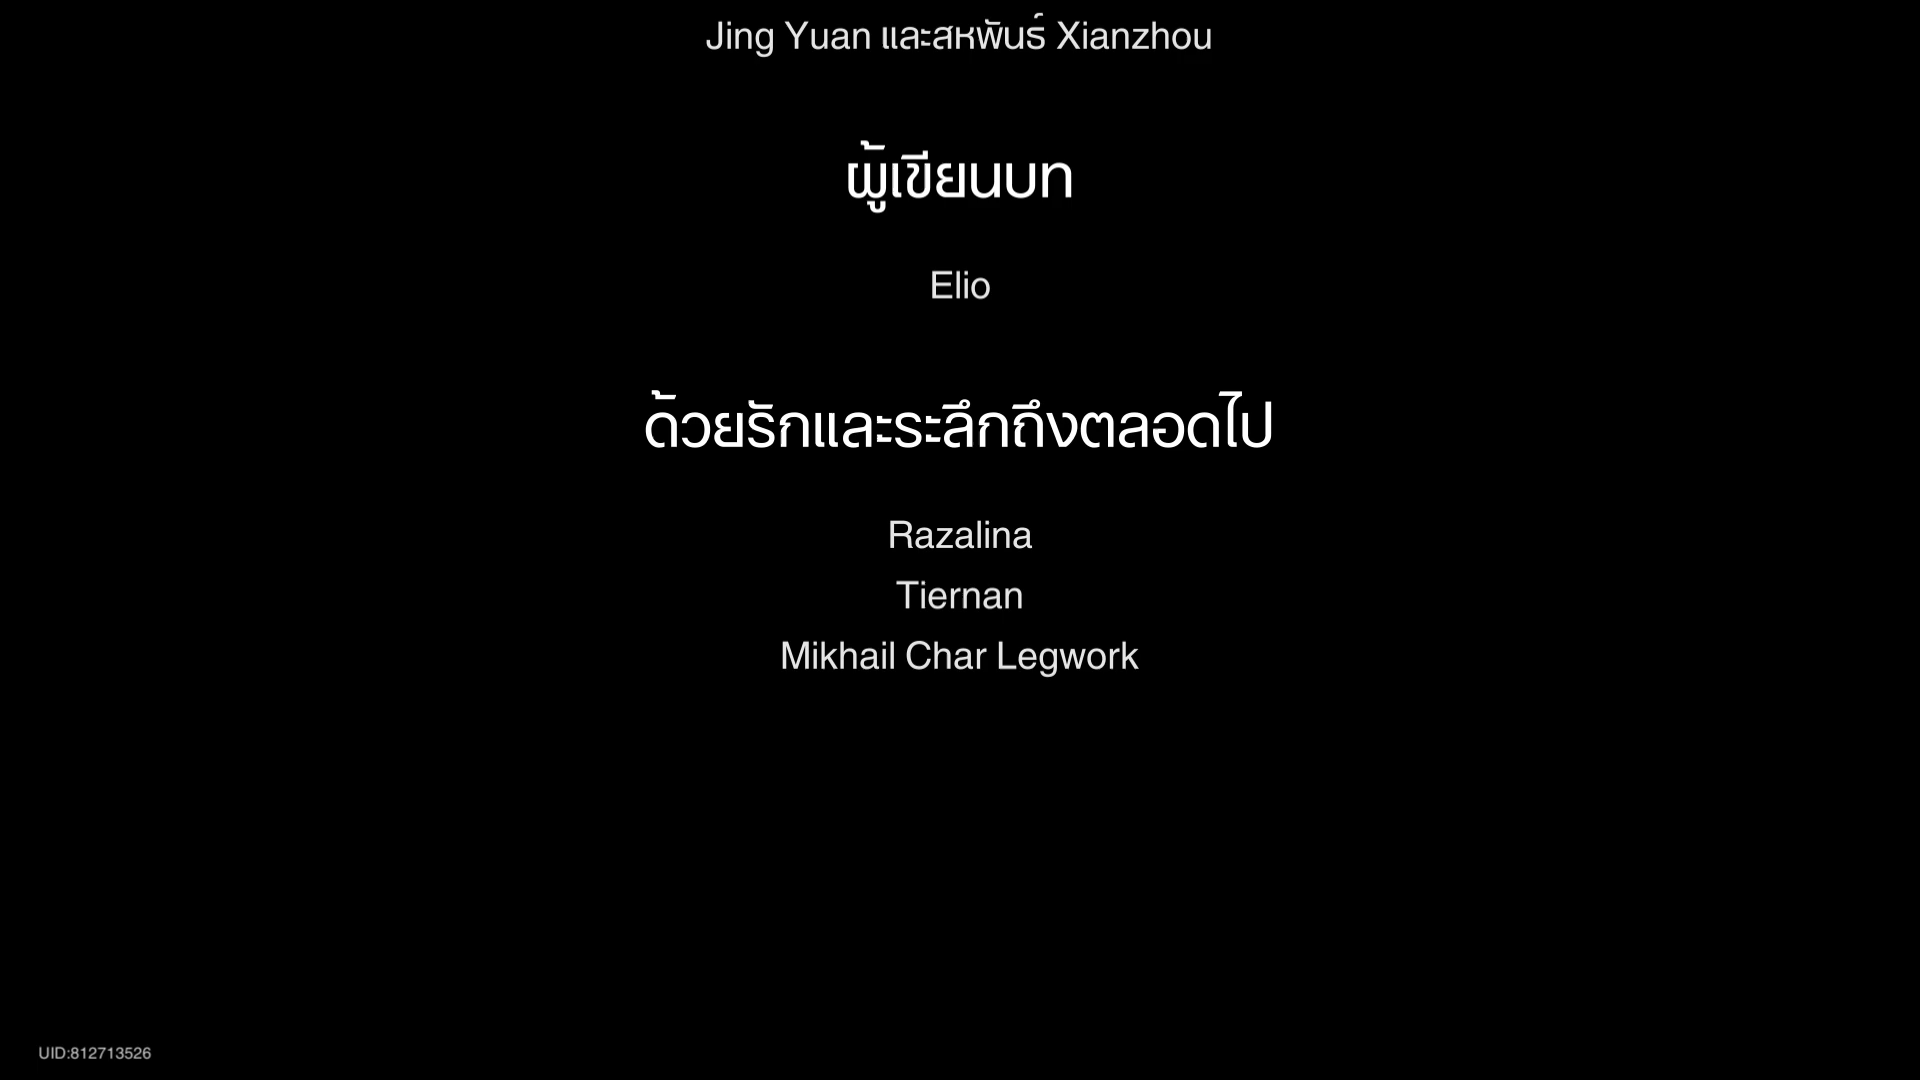 Jing Yuan และสหพันธ์ Xianzhou
ผู้เขียนบท
Elio
ด้วยรักและระลึกถึงตลอดไป
Razalina
Tiernan
Mikhail Char Legwork
UID:812713526